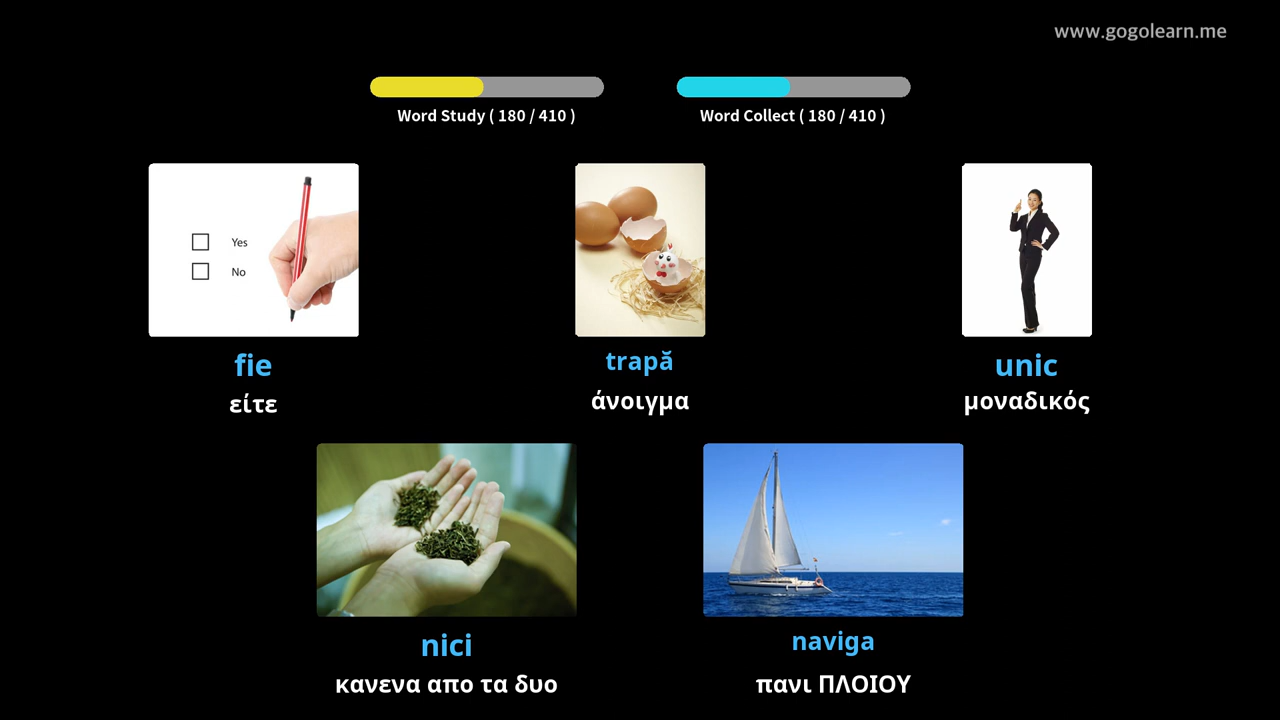 www.gogolearn.me
Word Study ( 180 / 410 )
Word Collect ( 180 / 410 )
Yes
No
fie
είτε
trapă
άνοιγμα
unic
μοναδικός
nici
κανενα απο τα δυο
naviga
πανι ΠΛΟΙΟΥ